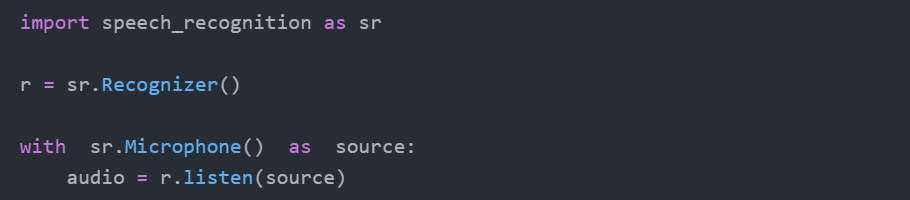 import speech_recognition as sr
r = sr.Recognizer()
with  sr.Microphone()  as  source:
    audio = r.listen(source)